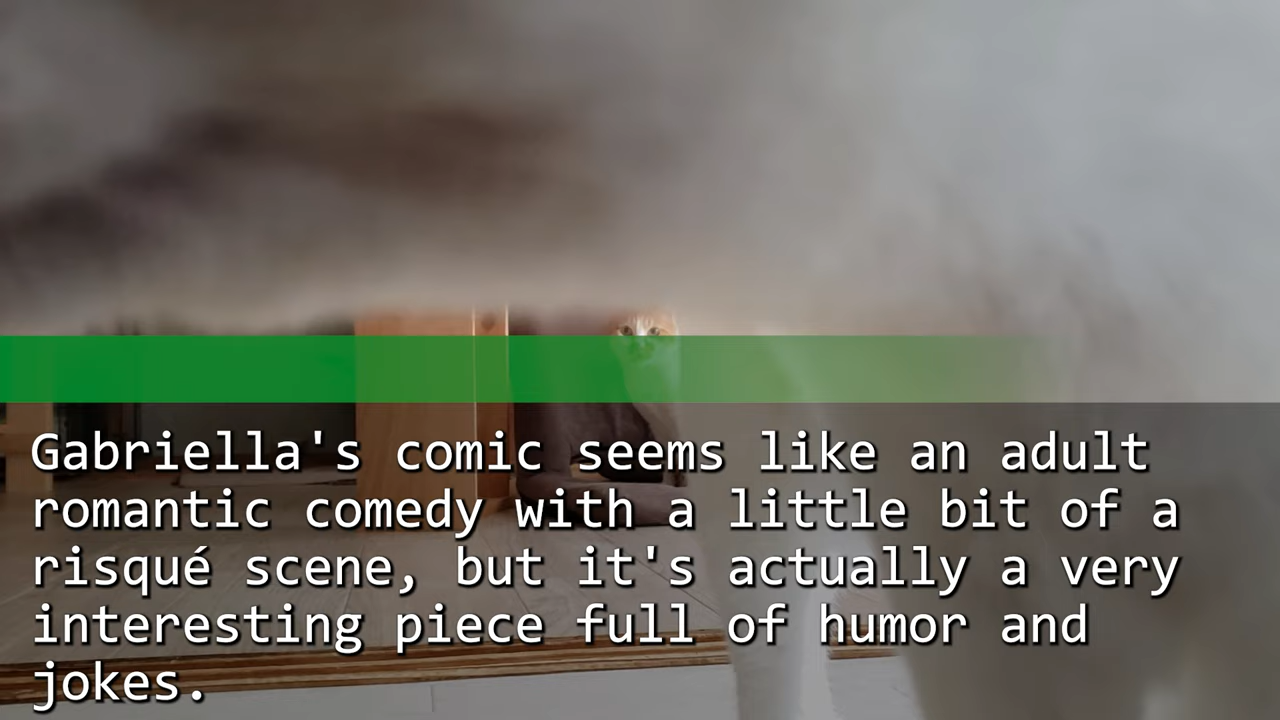 Gabriella's comic seems like an adult
romantic comedy with a little bit of a
risqué scene, but it's actually a very
interesting piece full of humor and
jokes.